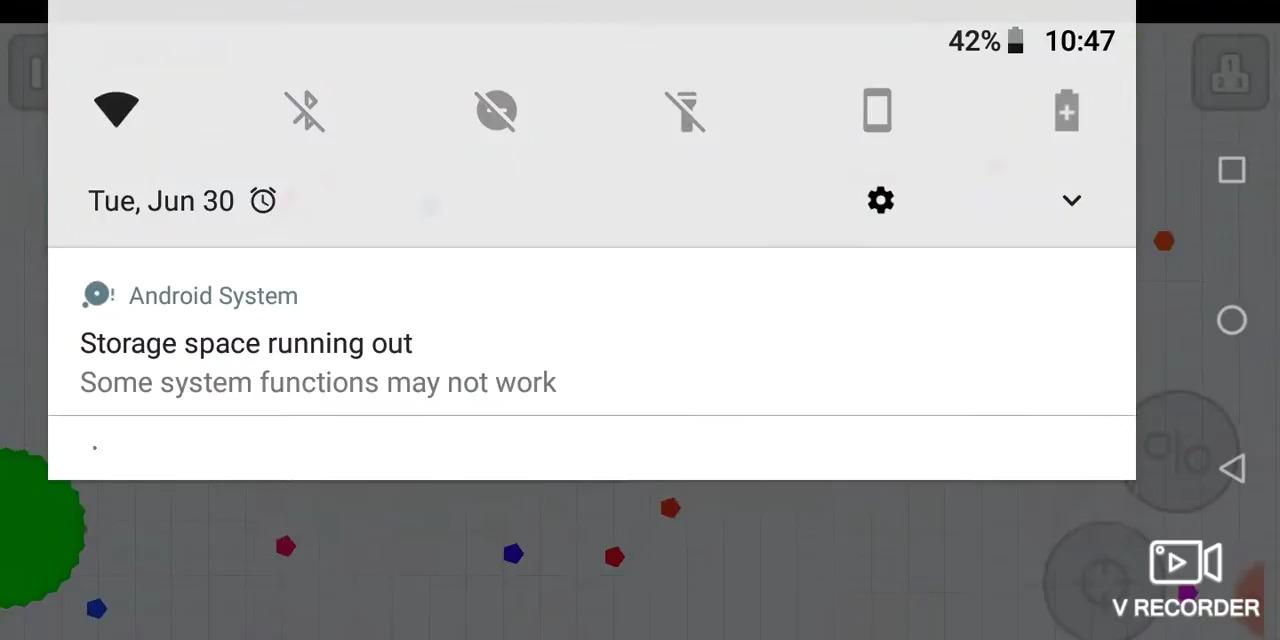 42% 10:47
Tue, Jun 30
Android System
Storage space running out
Some system functions may not work
V RECORDER